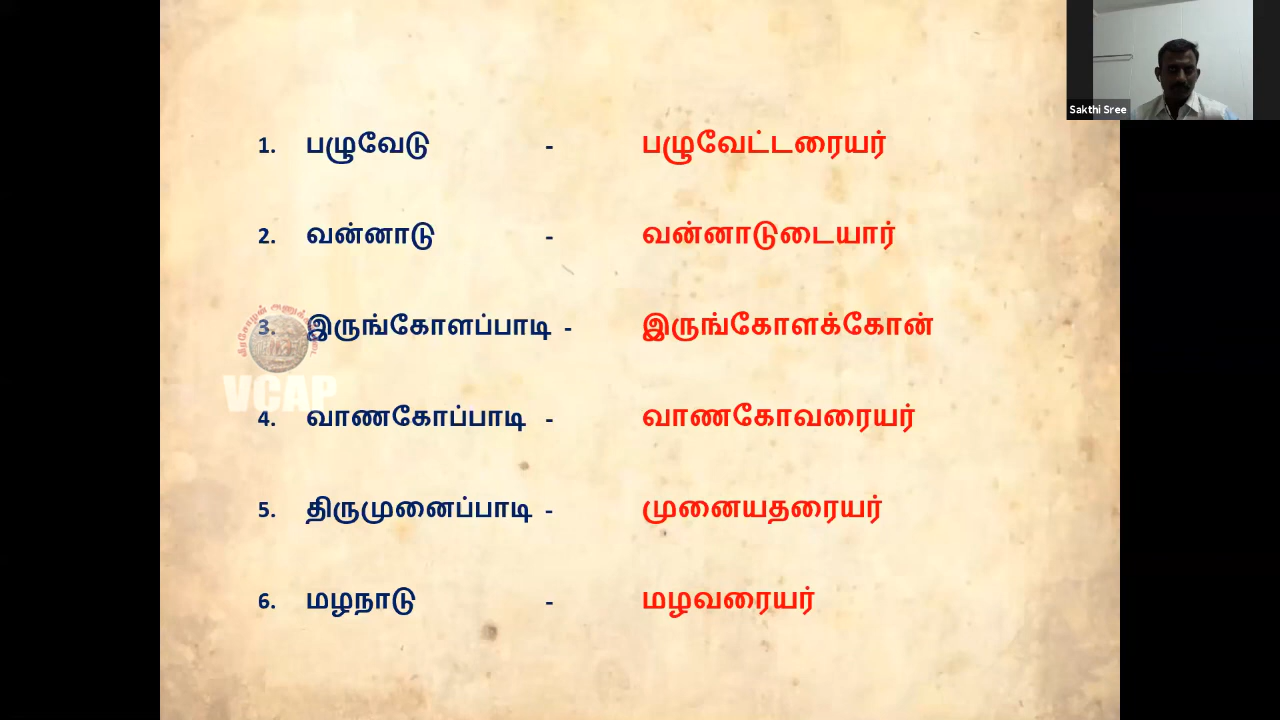 1. பழுவேடு - பழுவேட்டரையர்
2. வன்னாடு - வன்னாடுடையார்
3. இருங்கோளப்பாடி - இருங்கோளக்கோன்
4. வாணகோப்பாடி - வாணகோவரையர்
5. திருமுனைப்பாடி - முனையதரையர்
6. மழநாடு - மழவரையர்
VCAP
Sakthi Sree